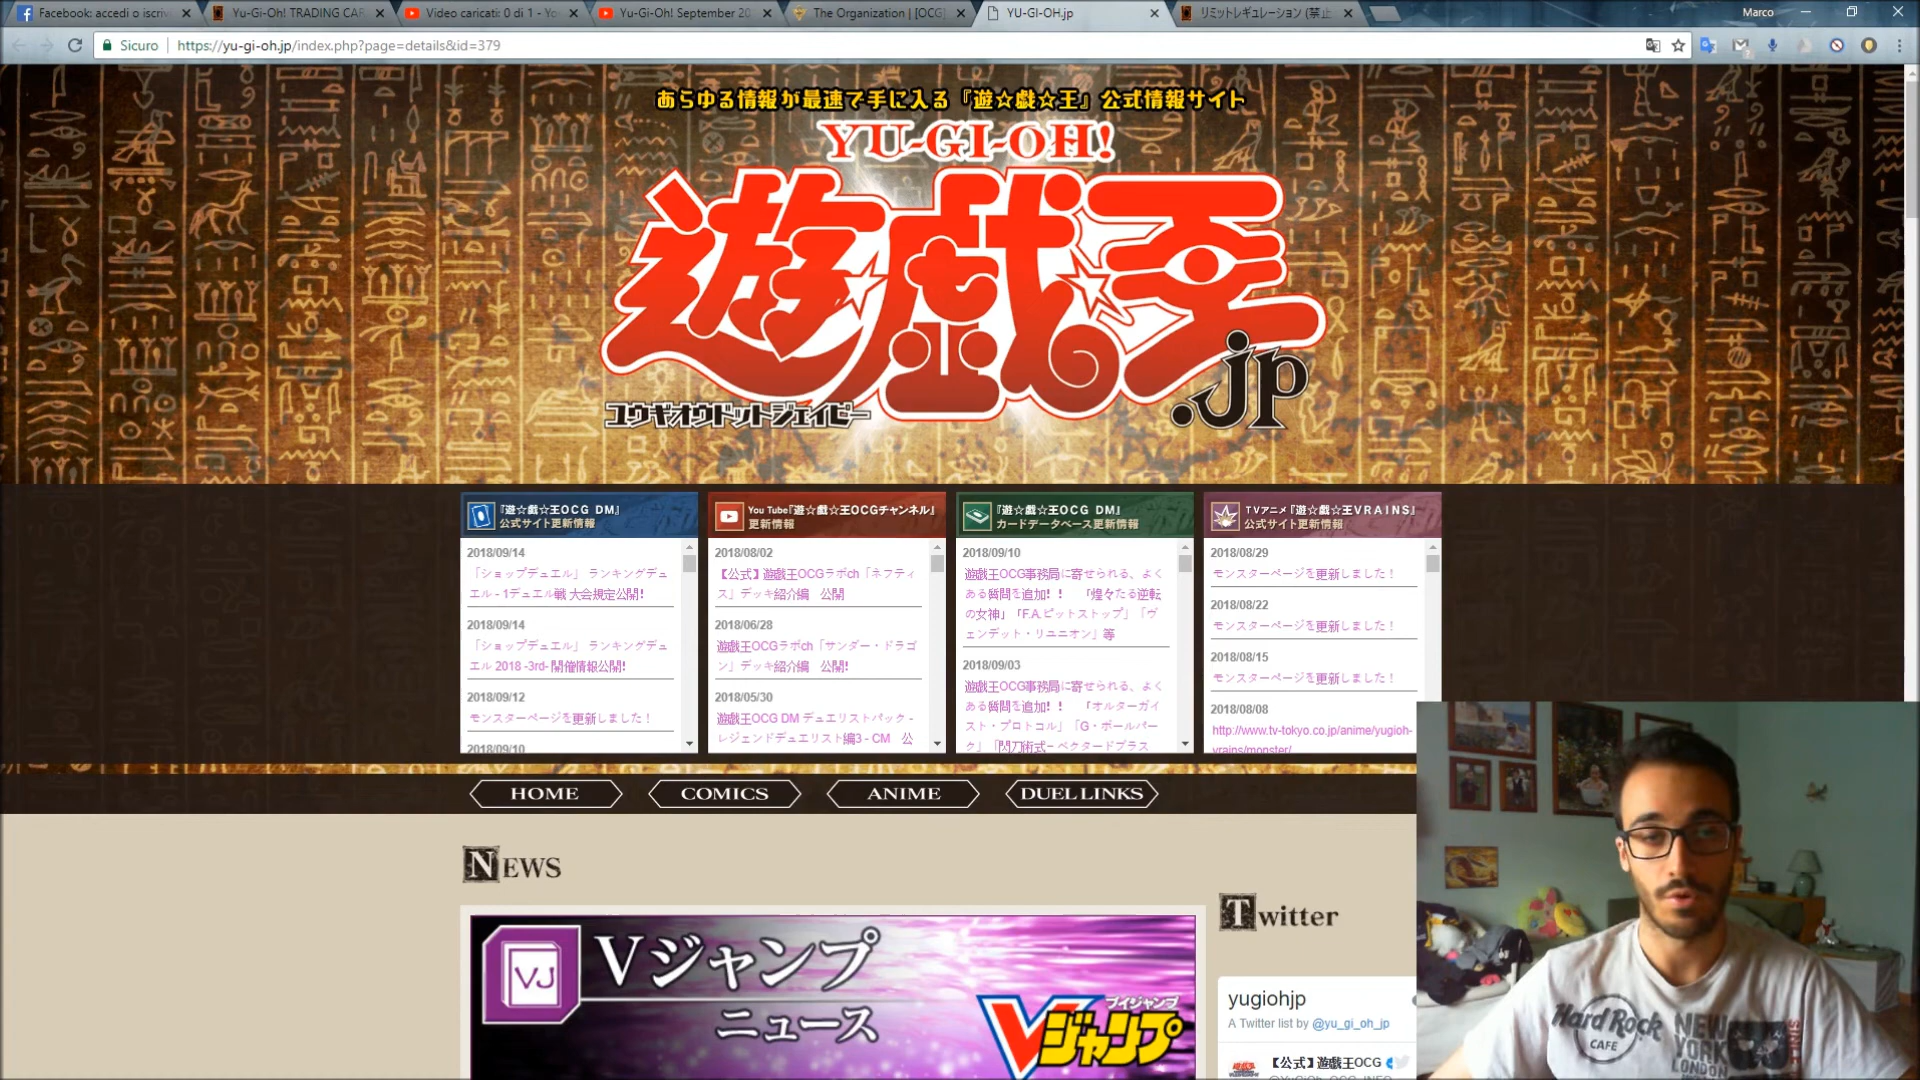 Facebook: accedi o iscriv
Yu-Gi-Oh! TRADING CAR
Video caricati: 0 di 1 - Yo
Yu-Gi-Oh! September 20
The Organization | [OCG]
YU-GI-OH.jp
リミットレギュレーション (禁止
Marco
Sicuro
https://yu-gi-oh.jp/index.php?page=details&id=379
あらゆる情報が最速で手に入る『遊☆戯☆王』公式情報サイト
YU-GI-OH!
遊戯王
.jp
ユウギオウドットジェイピー
『遊☆戯☆王OCG DM』
公式サイト更新情報
2018/09/14
「ショップデュエル」 ランキングデュ
エル - 1デュエル戦 大会規定公開!
2018/09/14
「ショップデュエル」 ランキングデュ
エル 2018 -3rd- 開催情報公開!
2018/09/12
モンスターページを更新しました！
2018/09/10
You Tube『遊☆戯☆王OCGチャンネル』
更新情報
2018/08/02
【公式】遊戯王OCGラボch「ネフティ
ス」デッキ紹介編　公開
2018/06/28
遊戯王OCGラボch「サンダー・ドラゴ
ン」デッキ紹介編　公開!
2018/05/30
遊戯王OCG DM デュエリストパック -
レジェンドデュエリスト編3 - CM　公
『遊☆戯☆王OCG DM』
カードデータベース更新情報
2018/09/10
遊戯王OCG事務局に寄せられる、よく
ある質問を追加！！　「煌々たる逆転
の女神」「F.A.ピットストップ」「ヴ
ェンデット・リユニオン」等
2018/09/03
遊戯王OCG事務局に寄せられる、よく
ある質問を追加！！　「オルターガイ
スト・プロトコル」「G・ボールパー
ク」「閃刀術式－ベクタードブラス
TVアニメ『遊☆戯☆王VRAINS』
公式サイト更新情報
2018/08/29
モンスターページを更新しました！
2018/08/22
モンスターページを更新しました！
2018/08/15
モンスターページを更新しました！
2018/08/08
http://www.tv-tokyo.co.jp/anime/yugioh-
vrains/monster/
HOME
COMICS
ANIME
DUEL LINKS
NEWS
VJ
Vジャンプ
ニュース
ブイジャンプ
Vジャンプ
Twitter
yugiohjp
A Twitter list by @yu_gi_oh_jp
【公式】遊戯王OCG
@YuGiOh_OCG_INFO
Hard Rock
CAFE
NEW
YORK
LONDON